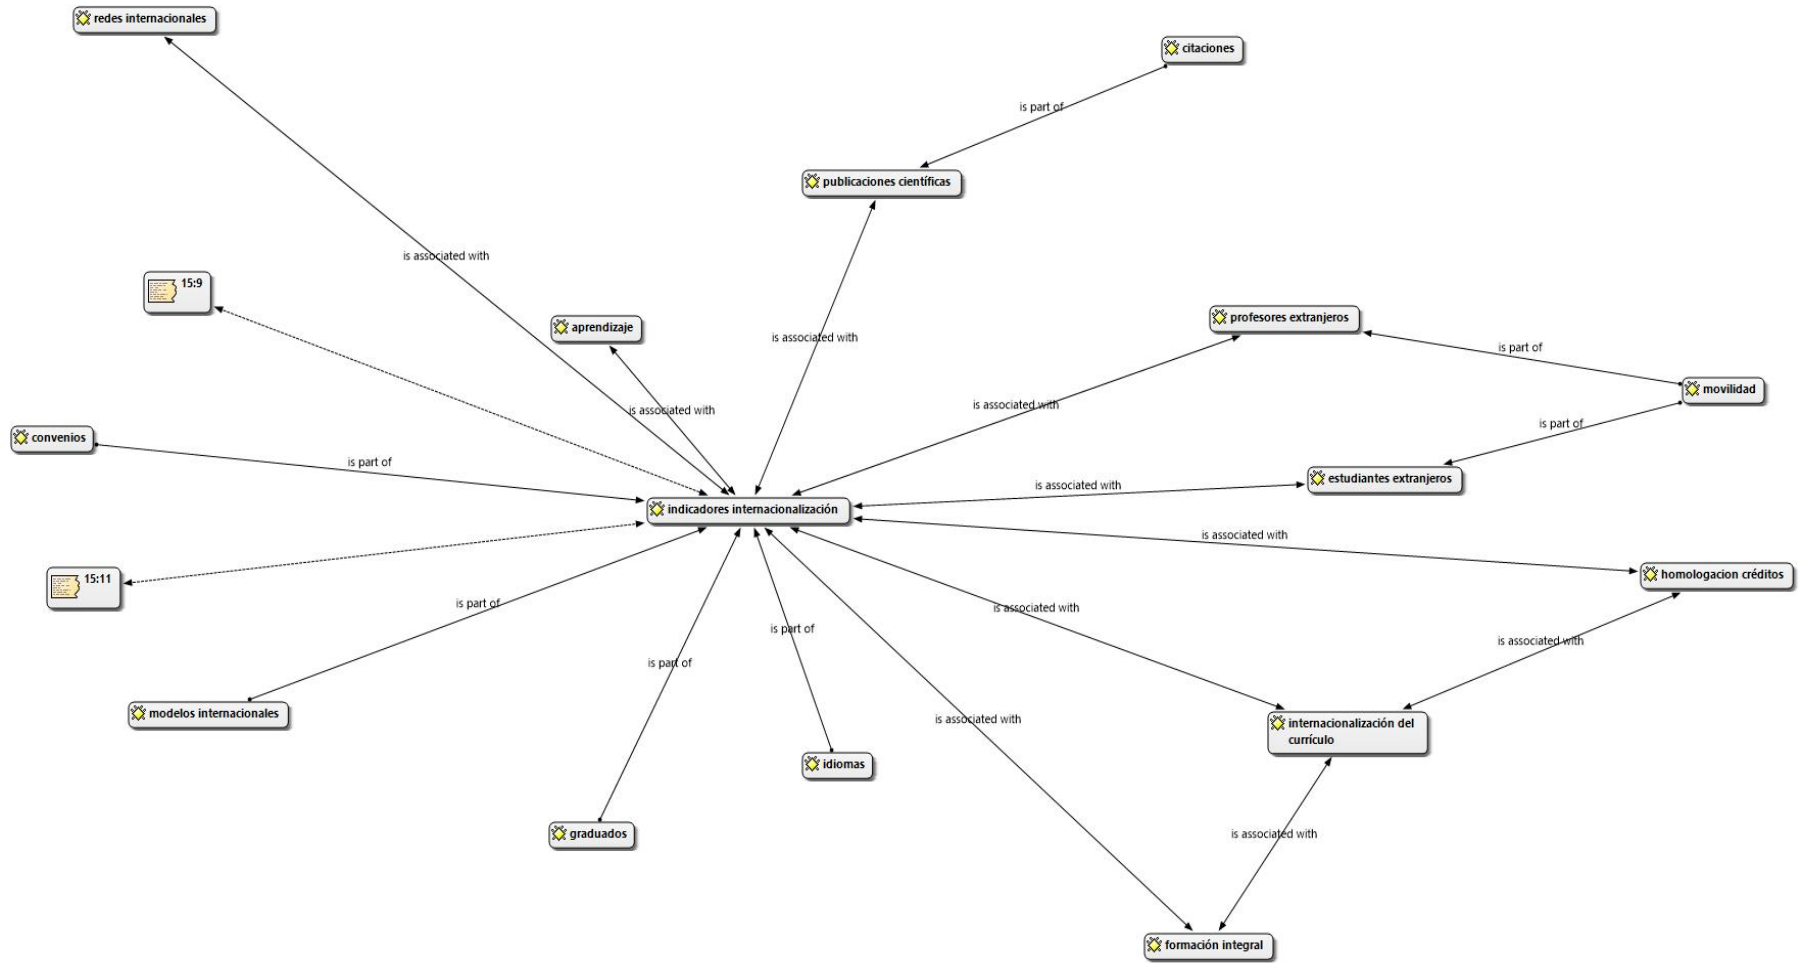 redes internacionales
citaciones
is part of
publicaciones científicas
is associated with
15:9
aprendizaje
profesores extranjeros
is associated with
is part of
movilidad
is associated with
is associated with
is part of
convenios
is part of
estudiantes extranjeros
is associated with
indicadores internacionalización
is associated with
homologacion créditos
15:11
is part of
is associated with
is part of
is associated with
is part of
modelos internacionales
is associated with
internacionalización del
currículo
idiomas
graduados
is associated with
formación integral